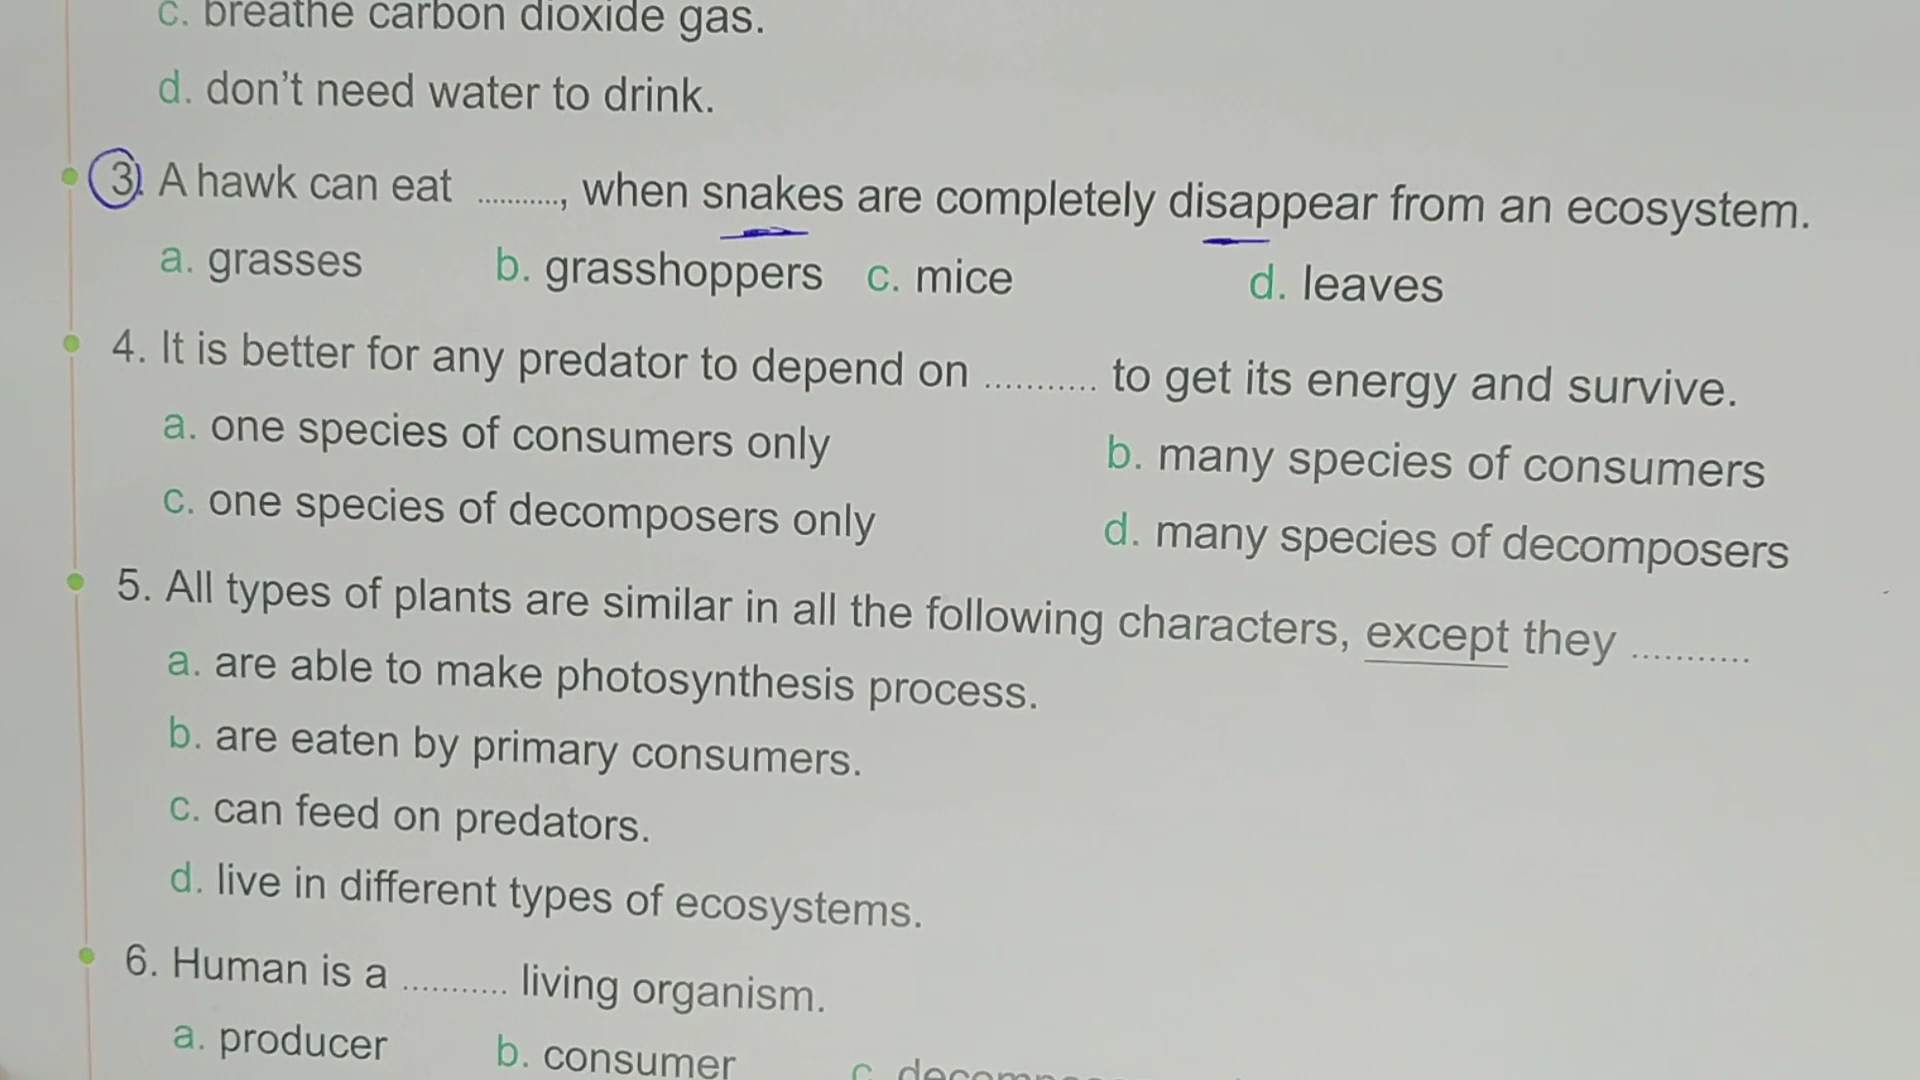 c. breathe carbon dioxide gas.
d. don't need water to drink.
3. A hawk can eat ..........., when snakes are completely disappear from an ecosystem.
a. grasses b. grasshoppers c. mice d. leaves
4. It is better for any predator to depend on ........... to get its energy and survive.
a. one species of consumers only b. many species of consumers
c. one species of decomposers only d. many species of decomposers
5. All types of plants are similar in all the following characters, except they ...........
a. are able to make photosynthesis process.
b. are eaten by primary consumers.
c. can feed on predators.
d. live in different types of ecosystems.
6. Human is a ........... living organism.
a. producer b. consumer c.